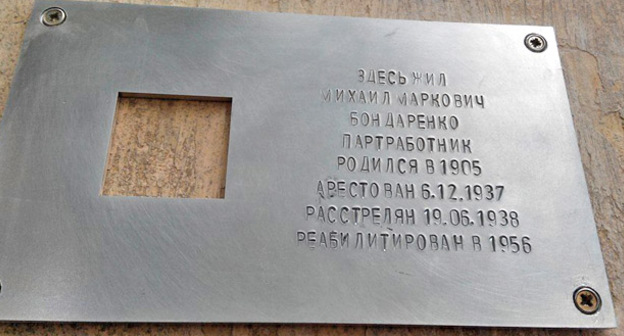 ЗДЕСЬ ЖИЛ
МИХАИЛ МАРКОВИЧ
БОНДАРЕНКО
ПАРТРАБОТНИК
РОДИЛСЯ В 1905
АРЕСТОВАН 6.12.1937
РАССТРЕЛЯН 19.06.1938
РЕАБИЛИТИРОВАН В 1956